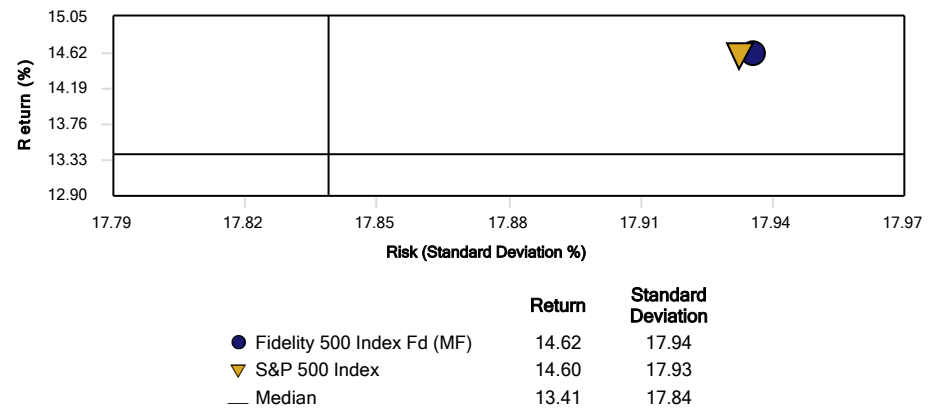 15.05
14.62
14.19
13.76
13.33
12.90
Return (%)
17.79 17.82 17.85 17.88 17.91 17.94 17.97
Risk (Standard Deviation %)
Return Standard Deviation
Fidelity 500 Index Fd (MF) 14.62 17.94
S&P 500 Index 14.60 17.93
Median 13.41 17.84